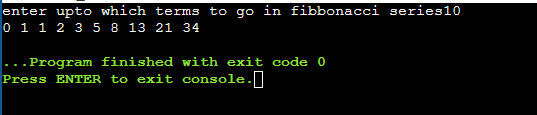 enter upto which terms to go in fibbonacci series10
0 1 1 2 3 5 8 13 21 34
...Program finished with exit code 0
Press ENTER to exit console.